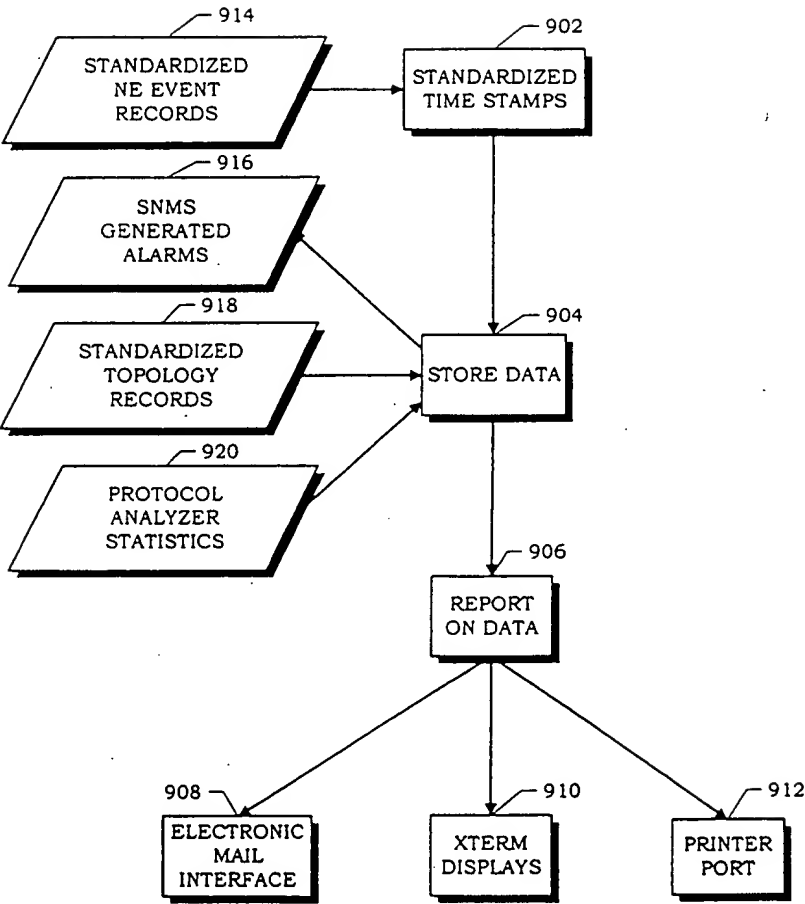 914
STANDARDIZED
NE EVENT
RECORDS
902
STANDARDIZED
TIME STAMPS
916
SNMS
GENERATED
ALARMS
918
STANDARDIZED
TOPOLOGY
RECORDS
904
STORE DATA
920
PROTOCOL
ANALYZER
STATISTICS
906
REPORT
ON DATA
908
ELECTRONIC
MAIL
INTERFACE
910
XTERM
DISPLAYS
912
PRINTER
PORT